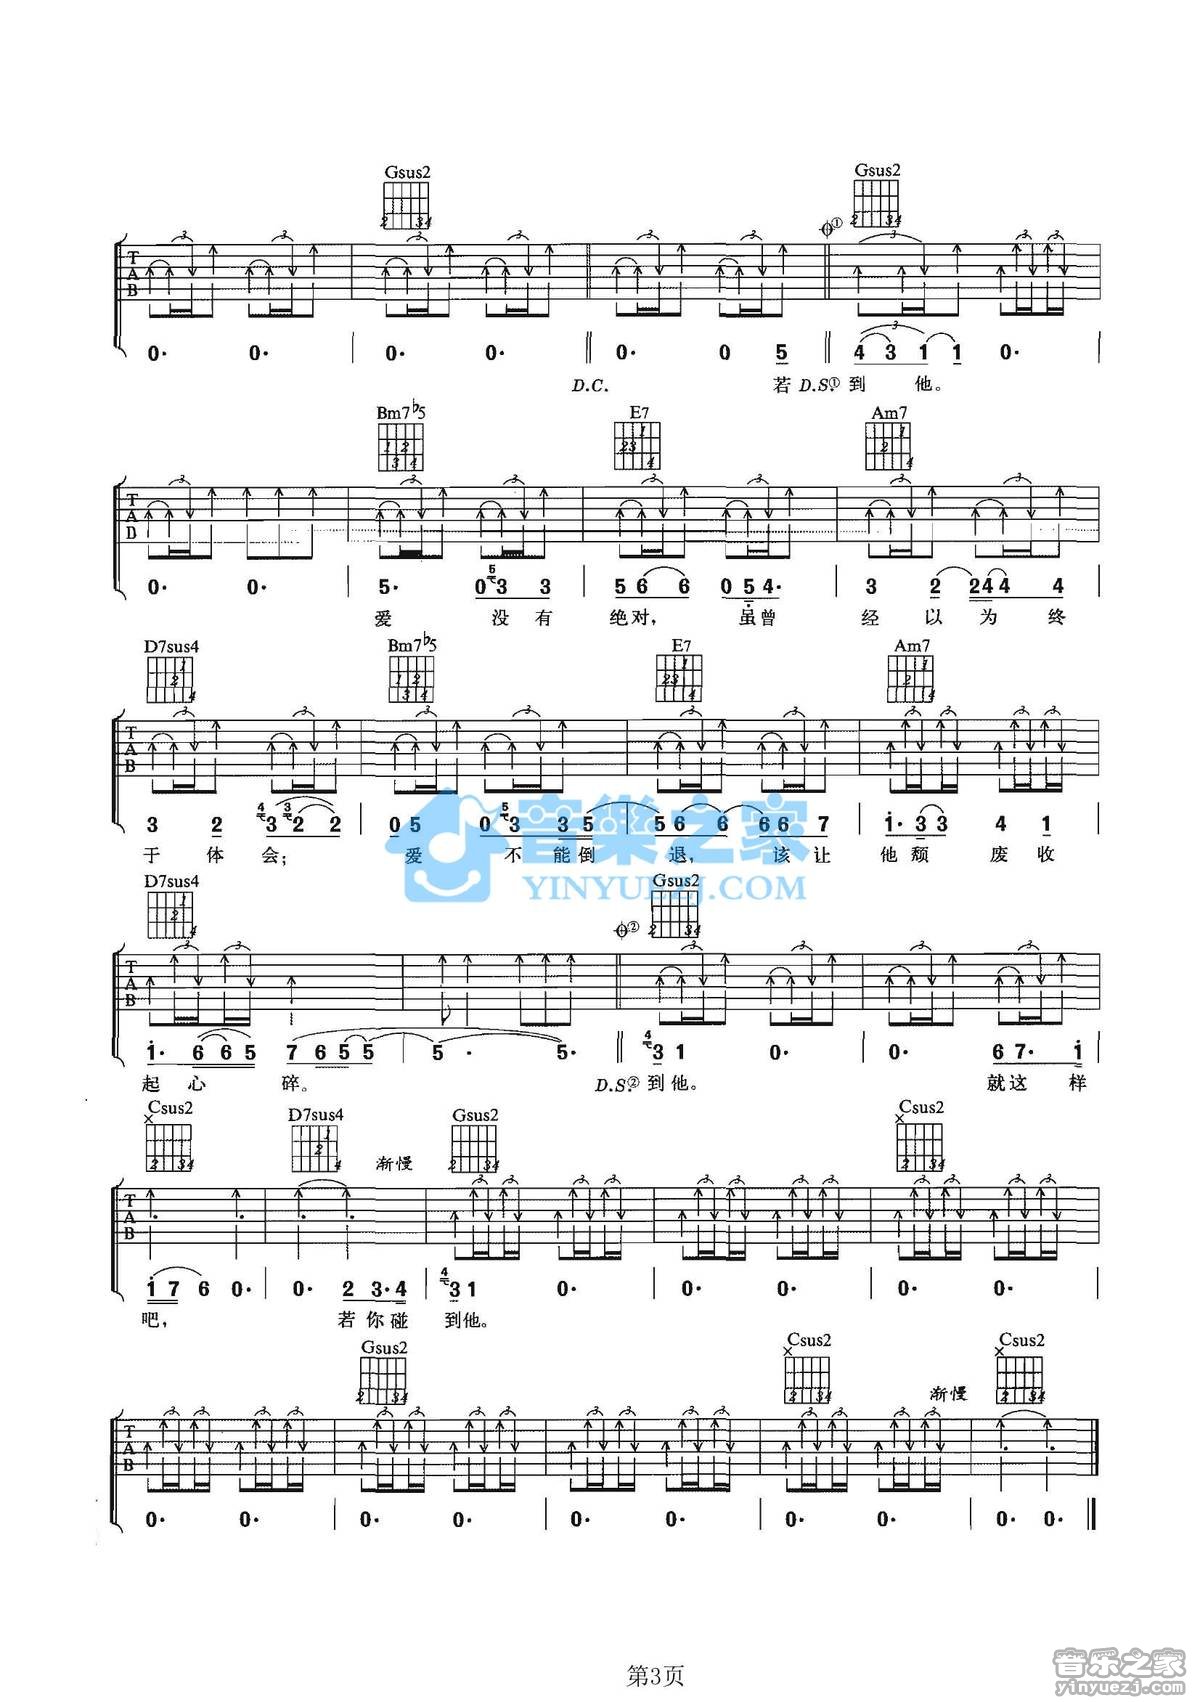 Gsus2 Gsus2
T A B
0· 0· | 0· 0· ‖ 0· 0 5 ‖ 4 3 1 1 0· |
D.C. 若 D.S.① 到 他。
Bm7♭5 E7 Am7
0· 0· | 5· 0 3 3 | 5 6 6 0 5 4· | 3 2 2 4 4 4 |
爱 没 有 绝对， 虽曾 经 以 为 终
D7sus4 Bm7♭5 E7 Am7
T A B
3 2 3 2 2 | 0 5 0 3 3 5 | 5 6 6 6 6 7 | 1· 3 3 4 1 |
于 体 会； 爱 不 能 倒 退， 该 让 他 颓 废 收
D7sus4 Gsus2
T A B
1· 6 6 5 7 6 5 5 | 5 · 5· ‖ 3 1 0· | 0· 6 7· 1 |
起 心 碎。 D.S.② 到他。 就这 样
Csus2 D7sus4 渐慢 Gsus2 Csus2
T A B
1 7 6 0· | 0· 2 3·4 | 3 1 0· | 0· 0· | 0· 0· |
吧， 若 你 碰 到他。
Gsus2 Csus2 渐慢 Csus2
T A B
0· 0· | 0· 0· | 0· 0· | 0· 0· | 0· 0· ‖
音樂之家
YINYUEZJ.COM
第3页
音乐之家
yinyuezj.com